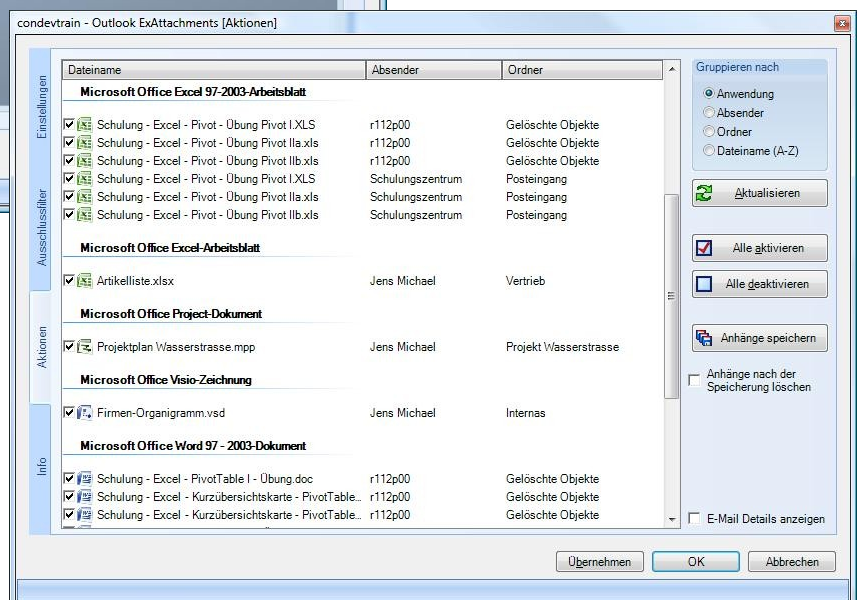 condevtrain - Outlook ExAttachments [Aktionen]
Einstellungen
Ausschlussfilter
Aktionen
Info
Dateiname Absender Ordner
Microsoft Office Excel 97-2003-Arbeitsblatt
Schulung - Excel - Pivot - Übung Pivot I.XLS r112p00 Gelöschte Objekte
Schulung - Excel - Pivot - Übung Pivot IIa.xls r112p00 Gelöschte Objekte
Schulung - Excel - Pivot - Übung Pivot IIb.xls r112p00 Gelöschte Objekte
Schulung - Excel - Pivot - Übung Pivot I.XLS Schulungszentrum Posteingang
Schulung - Excel - Pivot - Übung Pivot IIa.xls Schulungszentrum Posteingang
Schulung - Excel - Pivot - Übung Pivot IIb.xls Schulungszentrum Posteingang
Microsoft Office Excel-Arbeitsblatt
Artikelliste.xlsx Jens Michael Vertrieb
Microsoft Office Project-Dokument
Projektplan Wasserstrasse.mpp Jens Michael Projekt Wasserstrasse
Microsoft Office Visio-Zeichnung
Firmen-Organigramm.vsd Jens Michael Internas
Microsoft Office Word 97 - 2003-Dokument
Schulung - Excel - PivotTable I - Übung.doc r112p00 Gelöschte Objekte
Schulung - Excel - Kurzübersichtskarte - PivotTable... r112p00 Gelöschte Objekte
Schulung - Excel - Kurzübersichtskarte - PivotTable... r112p00 Gelöschte Objekte
Gruppieren nach
Anwendung
Absender
Ordner
Dateiname (A-Z)
Aktualisieren
Alle aktivieren
Alle deaktivieren
Anhänge speichern
Anhänge nach der
Speicherung löschen
E-Mail Details anzeigen
Übernehmen OK Abbrechen